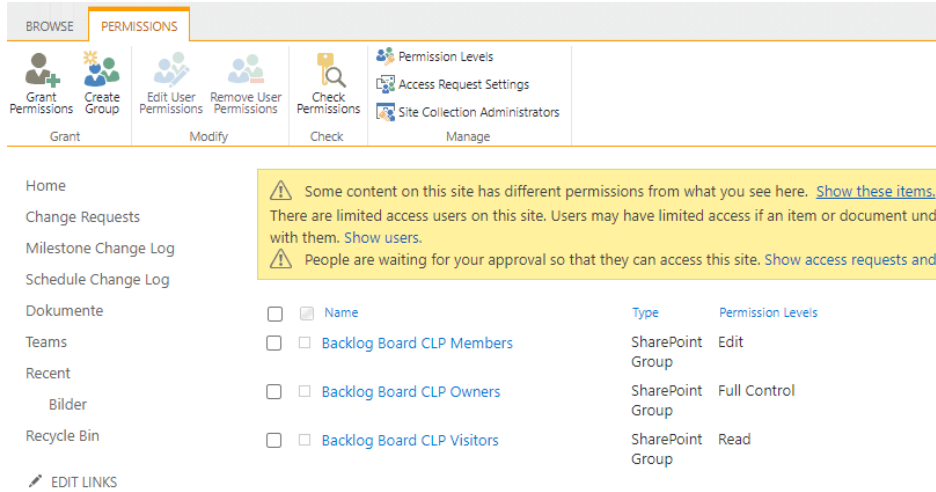 BROWSE PERMISSIONS
Grant Permissions
Create Group
Edit User Permissions
Remove User Permissions
Check Permissions
Permission Levels
Access Request Settings
Site Collection Administrators
Grant Modify Check Manage
Home
Change Requests
Milestone Change Log
Schedule Change Log
Dokumente
Teams
Recent
Bilder
Recycle Bin
EDIT LINKS
Some content on this site has different permissions from what you see here. Show these items.
There are limited access users on this site. Users may have limited access if an item or document und
with them. Show users.
People are waiting for your approval so that they can access this site. Show access requests and
Name Type Permission Levels
Backlog Board CLP Members SharePoint Group Edit
Backlog Board CLP Owners SharePoint Group Full Control
Backlog Board CLP Visitors SharePoint Group Read